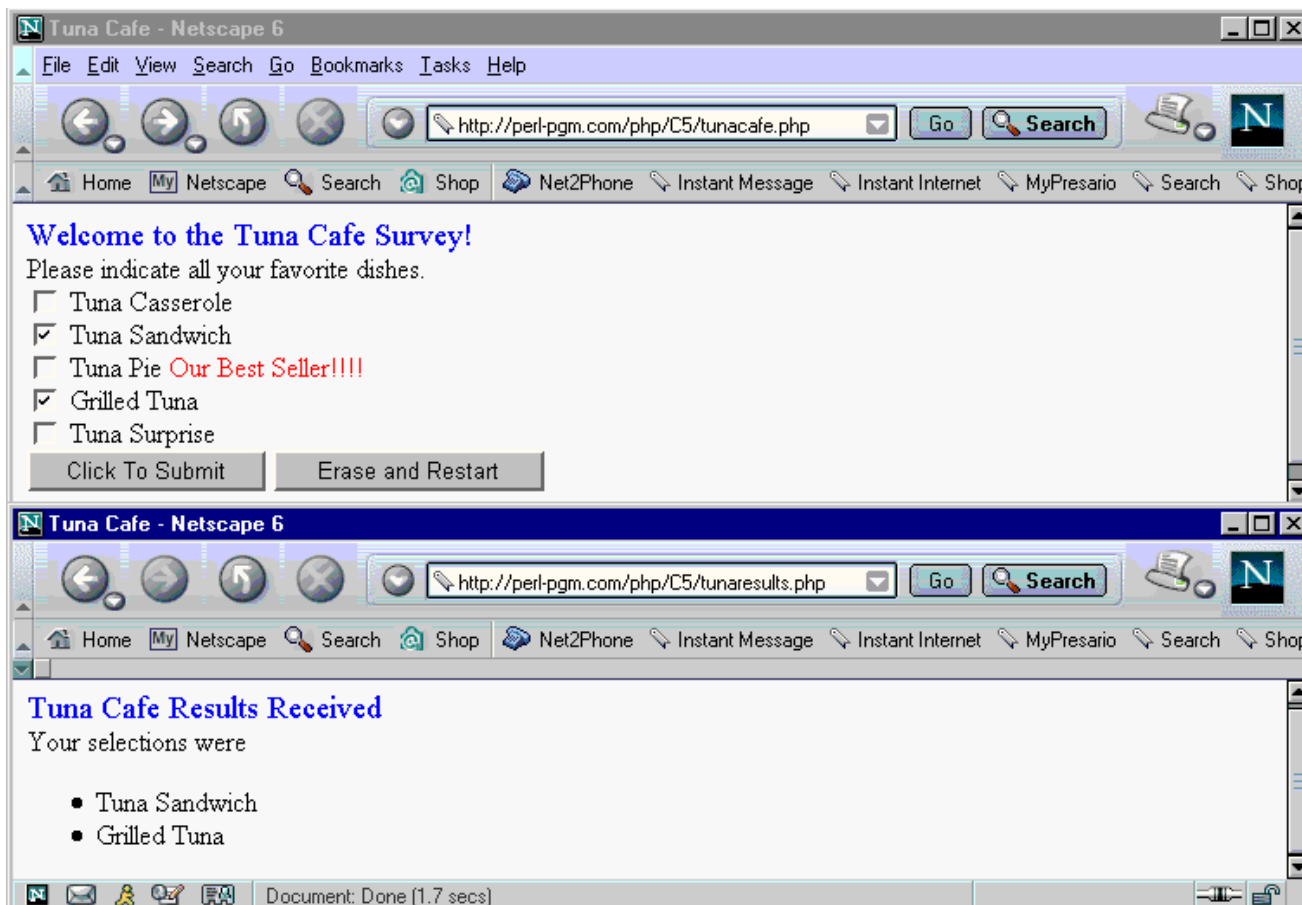 N Tuna Cafe - Netscape 6
File Edit View Search Go Bookmarks Tasks Help
http://perl-pgm.com/php/C5/tunacafe.php Go Search N
Home My Netscape Search Shop Net2Phone Instant Message Instant Internet MyPresario Search Shop
Welcome to the Tuna Cafe Survey!
Please indicate all your favorite dishes.
Tuna Casserole
Tuna Sandwich
Tuna Pie Our Best Seller!!!!
Grilled Tuna
Tuna Surprise
Click To Submit Erase and Restart
N Tuna Cafe - Netscape 6
http://perl-pgm.com/php/C5/tunaresults.php Go Search N
Home My Netscape Search Shop Net2Phone Instant Message Instant Internet MyPresario Search Shop
Tuna Cafe Results Received
Your selections were
Tuna Sandwich
Grilled Tuna
N Document: Done (1.7 secs)